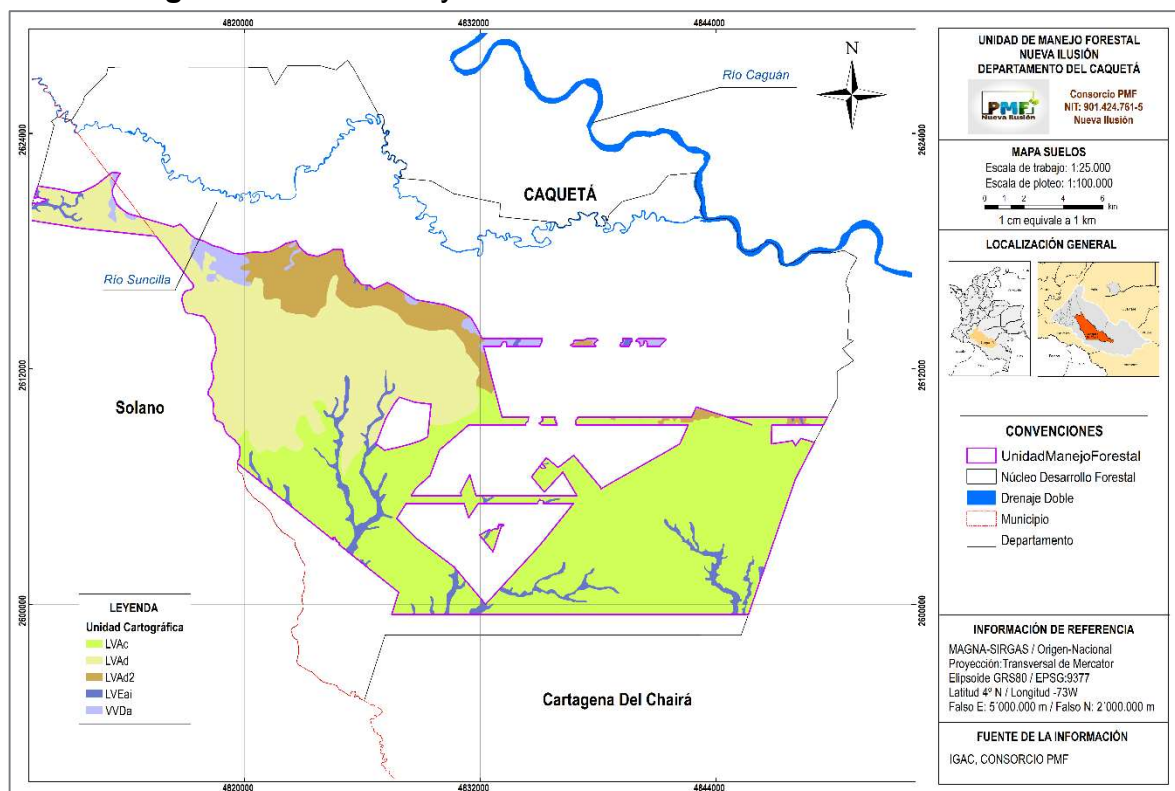 4820000
4832000
4844000
2624000
2612000
2600000
Río Caguán
N
CAQUETÁ
Río Suncilla
Solano
Cartagena Del Chairá
LEYENDA
Unidad Cartográfica
LVAc
LVAd
LVAd2
LVEai
VVDa
4820000
4832000
4844000
2624000
2612000
2600000
UNIDAD DE MANEJO FORESTAL
NUEVA ILUSIÓN
DEPARTAMENTO DEL CAQUETÁ
PMF
Nueva Ilusión
Consorcio PMF
NIT: 901.424.761-5
Nueva Ilusión
MAPA SUELOS
Escala de trabajo: 1:25.000
Escala de ploteo: 1:100.000
0 1 2 4 6
km
1 cm equivale a 1 km
LOCALIZACIÓN GENERAL
CONVENCIONES
UnidadManejoForestal
Núcleo Desarrollo Forestal
Drenaje Doble
Municipio
Departamento
INFORMACIÓN DE REFERENCIA
MAGNA-SIRGAS / Origen-Nacional
Proyección:Transversal de Mercator
Elipsoide GRS80 / EPSG:9377
Latitud 4º N / Longitud -73W
Falso E: 5´000.000 m / Falso N: 2´000.000 m
FUENTE DE LA INFORMACIÓN
IGAC, CONSORCIO PMF